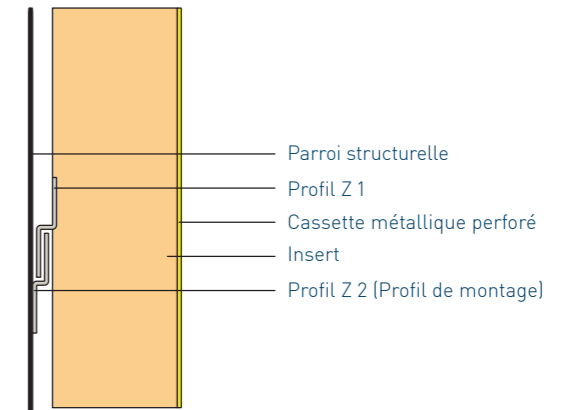 Parroi structurelle
Profil Z 1
Cassette métallique perforé
Insert
Profil Z 2 (Profil de montage)